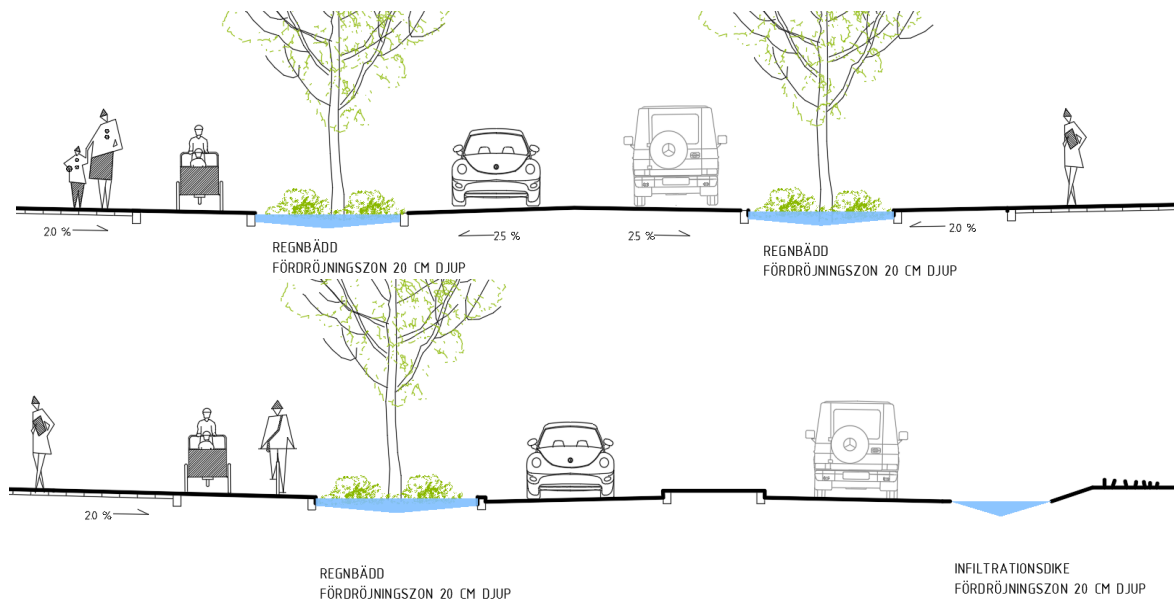 20 %
25 %
25 %
20 %
REGNBÄDD
FÖRDRÖJNINGSZON 20 CM DJUP
REGNBÄDD
FÖRDRÖJNINGSZON 20 CM DJUP
20 %
REGNBÄDD
FÖRDRÖJNINGSZON 20 CM DJUP
INFILTRATIONSDIKE
FÖRDRÖJNINGSZON 20 CM DJUP